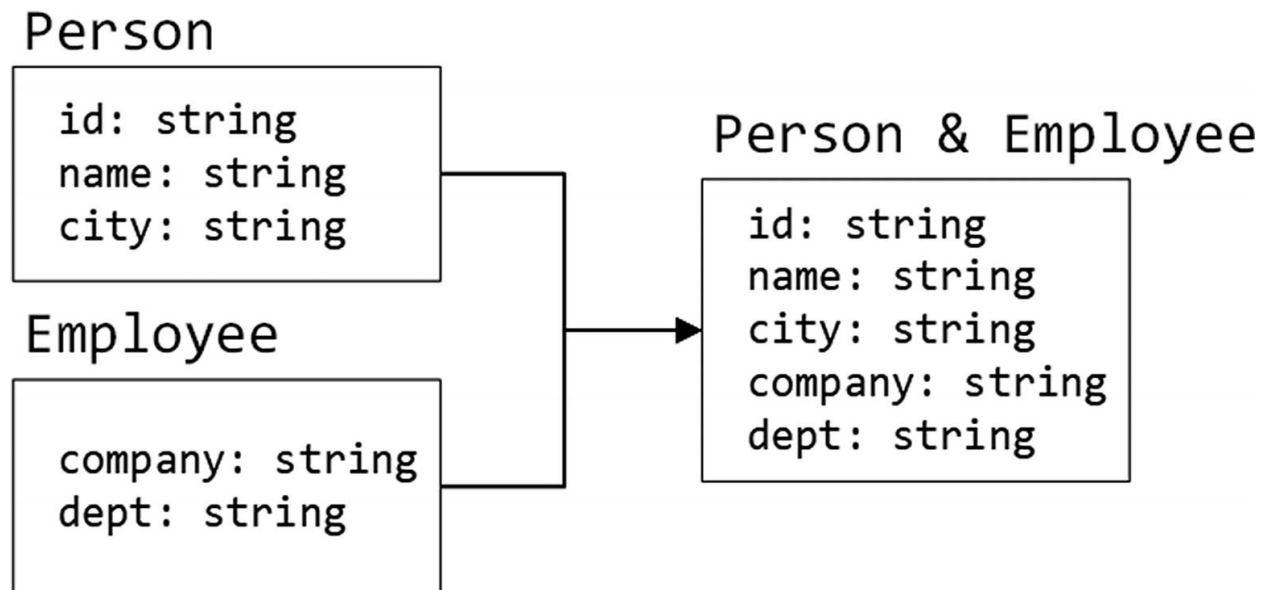 Person
id: string
name: string
city: string
Employee
company: string
dept: string
Person & Employee
id: string
name: string
city: string
company: string
dept: string